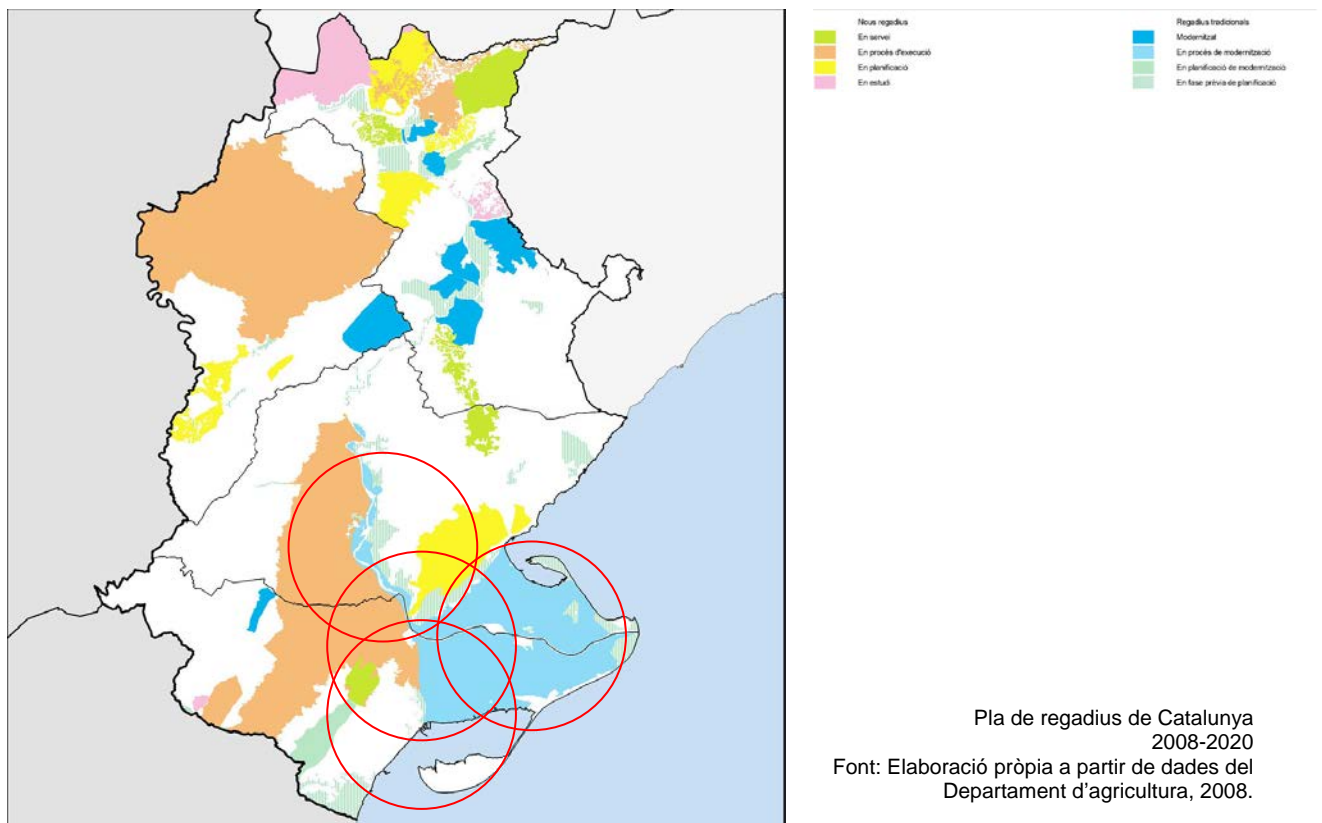 Nous regadius
En servei
En procés d'execució
En planificació
En estudi
Regadius tradicionals
Modernitzat
En procés de modernització
En planificació de modernització
En fase prèvia de planificació
Pla de regadius de Catalunya
2008-2020
Font: Elaboració pròpia a partir de dades del
Departament d'agricultura, 2008.